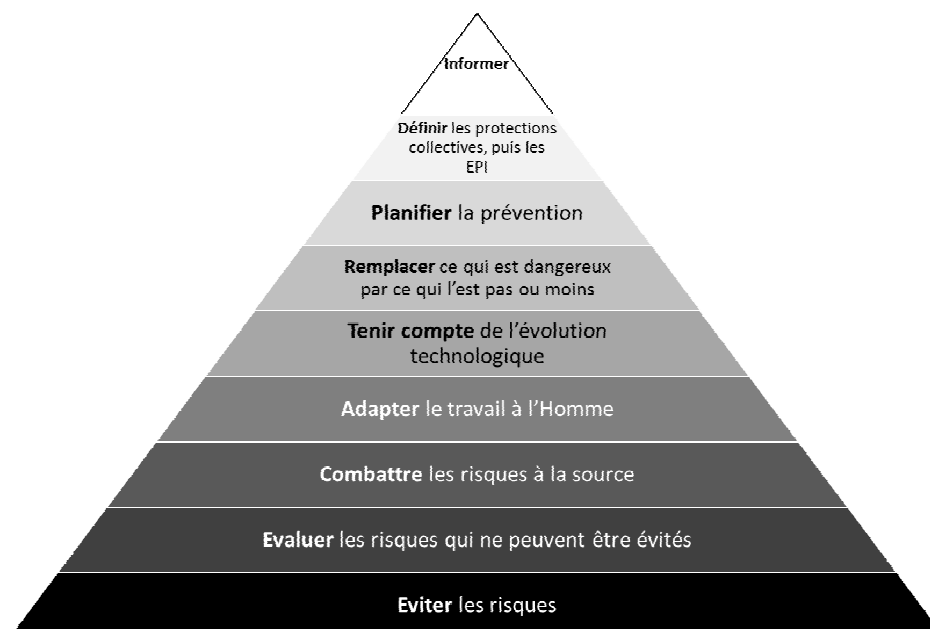 Informer
Définir les protections
collectives, puis les
EPI
Planifier la prévention
Remplacer ce qui est dangereux
par ce qui l'est pas ou moins
Tenir compte de l'évolution
technologique
Adapter le travail à l'Homme
Combattre les risques à la source
Evaluer les risques qui ne peuvent être évités
Eviter les risques